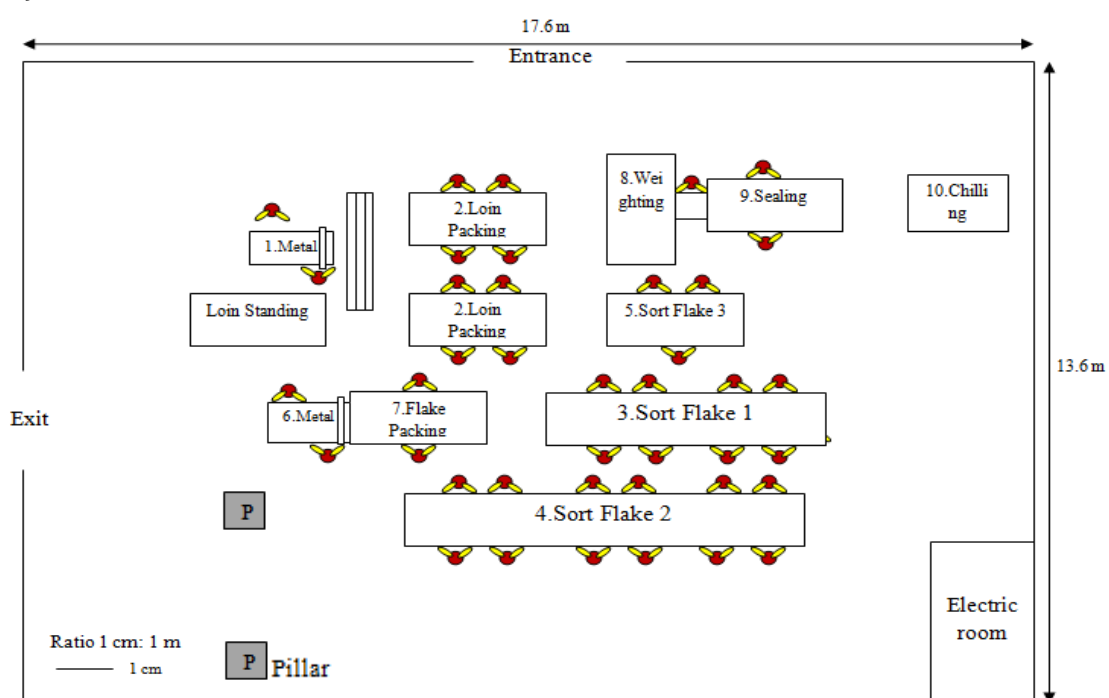 17.6 m
Entrance
8.Wei
ghting
9.Sealing
10.Chilli
ng
2.Loin
Packing
1.Metal
Loin Standing
2.Loin
Packing
5.Sort Flake 3
13.6 m
Exit
6.Metal
7.Flake
Packing
3.Sort Flake 1
P
4.Sort Flake 2
Electric
room
Ratio 1 cm: 1 m
1 cm
P
Pillar